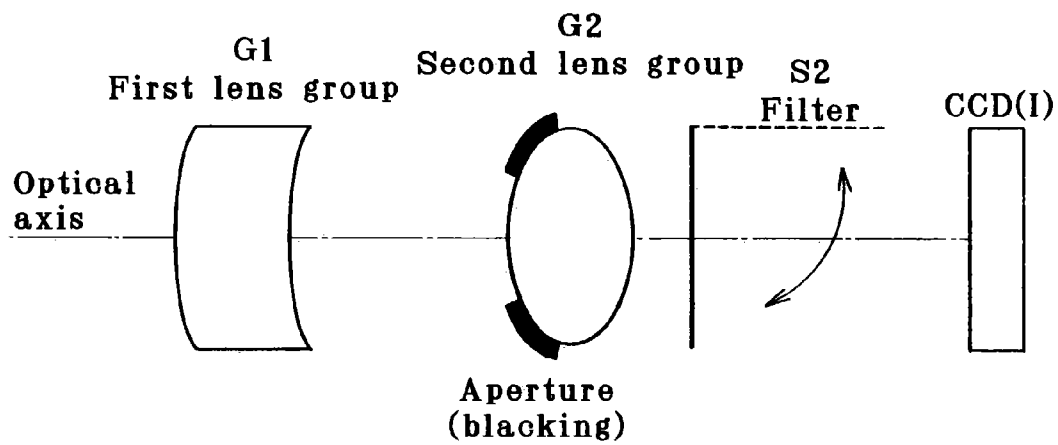 G1
First lens group
G2
Second lens group
S2
Filter
CCD(I)
Optical
axis
Aperture
(blacking)